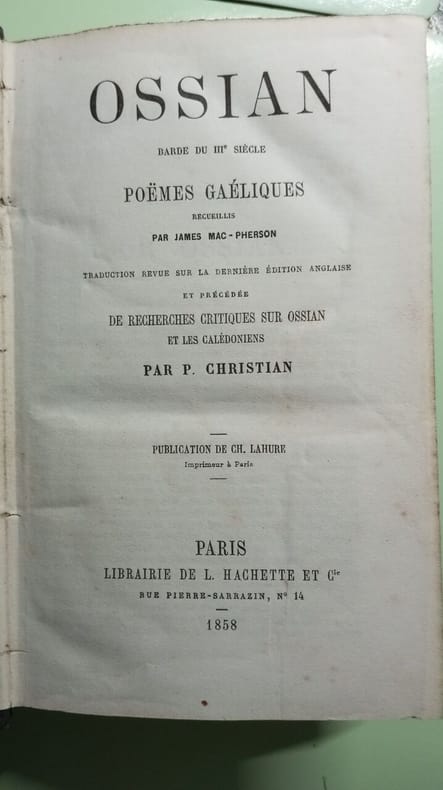 OSSIAN
BARDE DU IIIe SIÈCLE
POËMES GAÉLIQUES
RECUEILLIS
PAR JAMES MAC-PHERSON
TRADUCTION REVUE SUR LA DERNIÈRE ÉDITION ANGLAISE
ET PRÉCÉDÉE
DE RECHERCHES CRITIQUES SUR OSSIAN
ET LES CALÉDONIENS
PAR P. CHRISTIAN
PUBLICATION DE CH. LAHURE
Imprimeur à Paris
PARIS
LIBRAIRIE DE L. HACHETTE ET Cie
RUE PIERRE-SARRAZIN, N° 14
1858